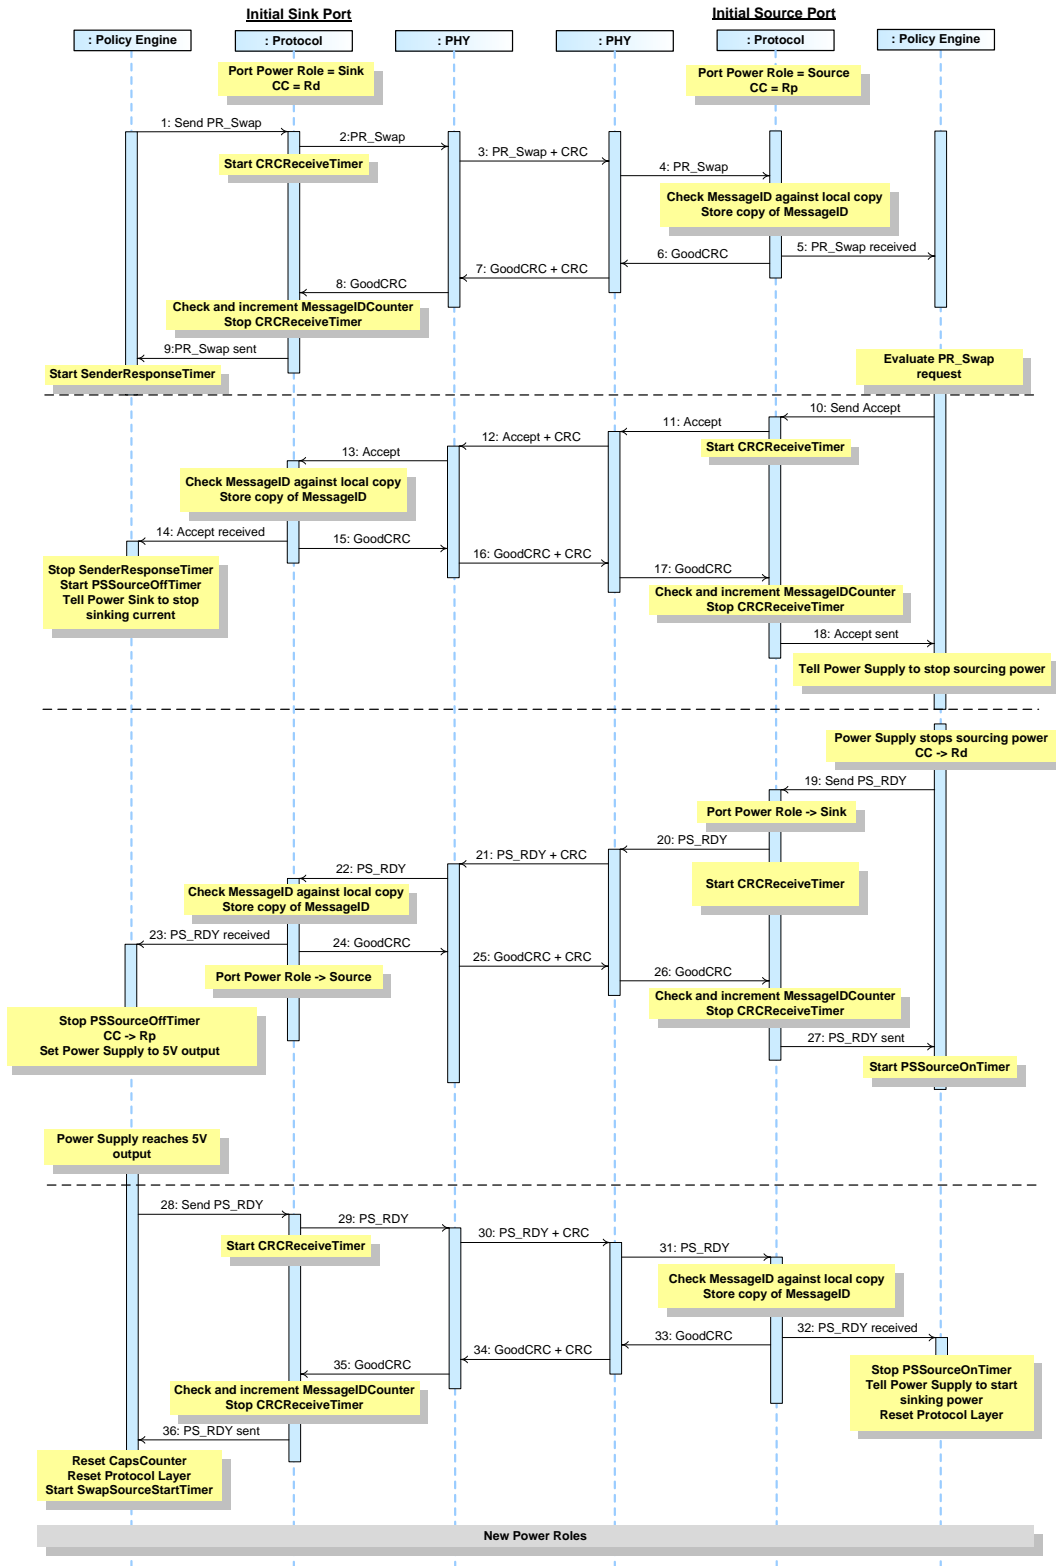 Initial Sink Port
Initial Source Port
: Policy Engine
: Protocol
: PHY
: PHY
: Protocol
: Policy Engine
Port Power Role = Sink
CC = Rd
Port Power Role = Source
CC = Rp
1: Send PR_Swap
2:PR_Swap
Start CRCReceiveTimer
3: PR_Swap + CRC
4: PR_Swap
Check MessageID against local copy
Store copy of MessageID
5: PR_Swap received
6: GoodCRC
7: GoodCRC + CRC
8: GoodCRC
Check and increment MessageIDCounter
Stop CRCReceiveTimer
9:PR_Swap sent
Start SenderResponseTimer
Evaluate PR_Swap
request
10: Send Accept
11: Accept
Start CRCReceiveTimer
12: Accept + CRC
13: Accept
Check MessageID against local copy
Store copy of MessageID
14: Accept received
15: GoodCRC
Stop SenderResponseTimer
Start PSSourceOffTimer
Tell Power Sink to stop
sinking current
16: GoodCRC + CRC
17: GoodCRC
Check and increment MessageIDCounter
Stop CRCReceiveTimer
18: Accept sent
Tell Power Supply to stop sourcing power
Power Supply stops sourcing power
CC -> Rd
19: Send PS_RDY
Port Power Role -> Sink
20: PS_RDY
21: PS_RDY + CRC
22: PS_RDY
Start CRCReceiveTimer
Check MessageID against local copy
Store copy of MessageID
23: PS_RDY received
24: GoodCRC
25: GoodCRC + CRC
Port Power Role -> Source
26: GoodCRC
Check and increment MessageIDCounter
Stop CRCReceiveTimer
Stop PSSourceOffTimer
CC -> Rp
Set Power Supply to 5V output
27: PS_RDY sent
Start PSSourceOnTimer
Power Supply reaches 5V
output
28: Send PS_RDY
29: PS_RDY
Start CRCReceiveTimer
30: PS_RDY + CRC
31: PS_RDY
Check MessageID against local copy
Store copy of MessageID
32: PS_RDY received
33: GoodCRC
34: GoodCRC + CRC
35: GoodCRC
Stop PSSourceOnTimer
Tell Power Supply to start
sinking power
Reset Protocol Layer
Check and increment MessageIDCounter
Stop CRCReceiveTimer
36: PS_RDY sent
Reset CapsCounter
Reset Protocol Layer
Start SwapSourceStartTimer
New Power Roles